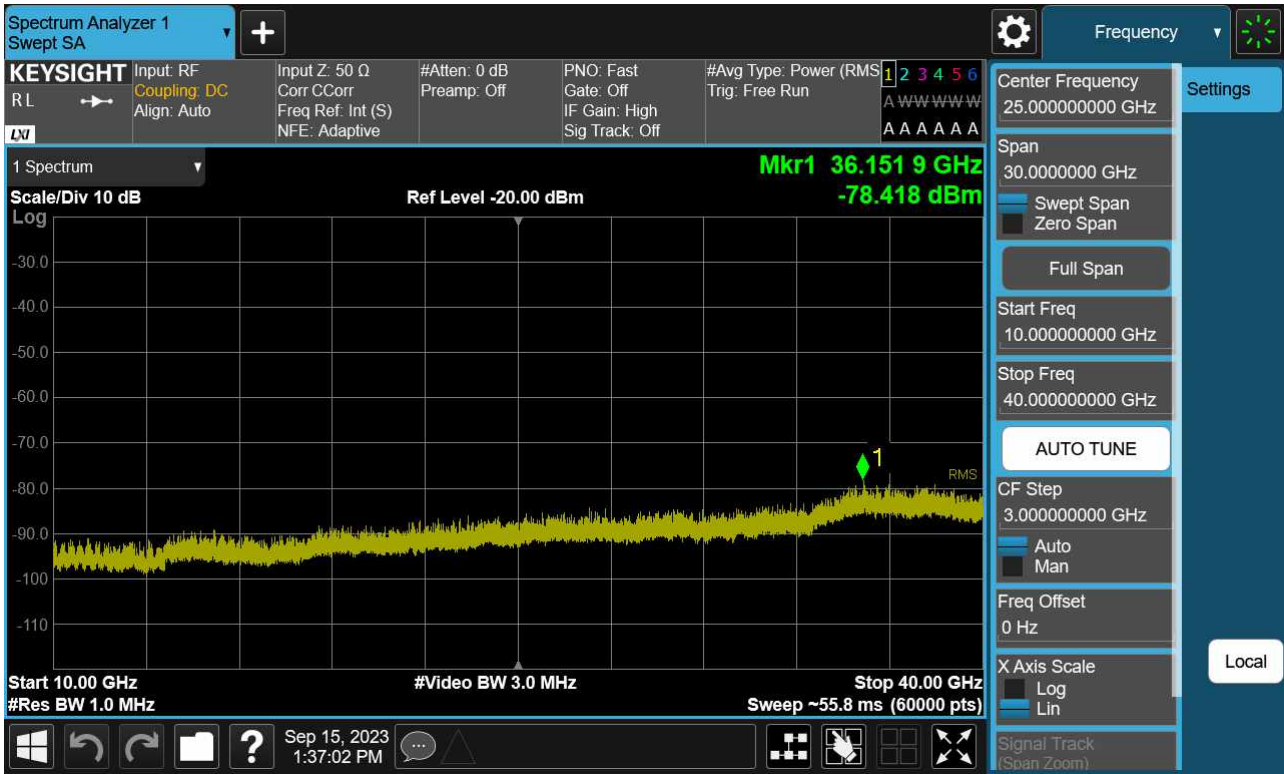 Spectrum Analyzer 1
Swept SA
Frequency
KEYSIGHT
R L
LXI
Input: RF
Coupling: DC
Align: Auto
Input Z: 50 Ω
Corr CCorr
Freq Ref: Int (S)
NFE: Adaptive
#Atten: 0 dB
Preamp: Off
PNO: Fast
Gate: Off
IF Gain: High
Sig Track: Off
#Avg Type: Power (RMS
Trig: Free Run
1 2 3 4 5 6
A W W W W W
A A A A A A
1 Spectrum
Mkr1 36.151 9 GHz
-78.418 dBm
Scale/Div 10 dB
Ref Level -20.00 dBm
Log
-30.0
-40.0
-50.0
-60.0
-70.0
-80.0
-90.0
-100
-110
1
RMS
Start 10.00 GHz
#Video BW 3.0 MHz
Stop 40.00 GHz
#Res BW 1.0 MHz
Sweep ~55.8 ms (60000 pts)
Center Frequency
25.000000000 GHz
Settings
Span
30.0000000 GHz
Swept Span
Zero Span
Full Span
Start Freq
10.000000000 GHz
Stop Freq
40.000000000 GHz
AUTO TUNE
CF Step
3.000000000 GHz
Auto
Man
Freq Offset
0 Hz
X Axis Scale
Log
Lin
Signal Track
(Span Zoom)
Local
?
Sep 15, 2023
1:37:02 PM